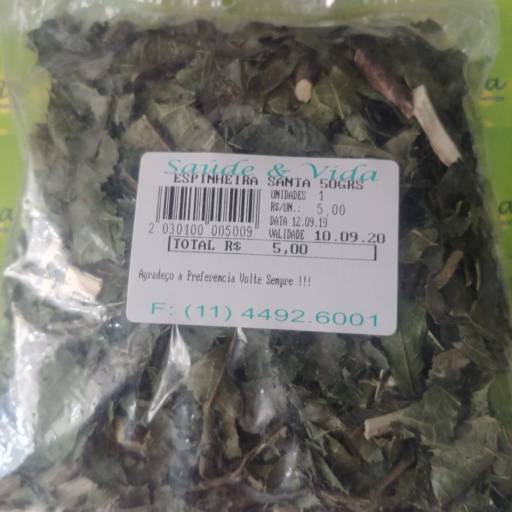 Saúde & Vida
ESPINHEIRA SANTA 50GRS
UNIDADES 1
R$/UN.: 5,00
DATA 12.09.19
2 030100 005009 VALIDADE 10.09.20
TOTAL R$ 5,00
Agradeço a Preferencia Volte Sempre !!!
F: (11) 4492.6001